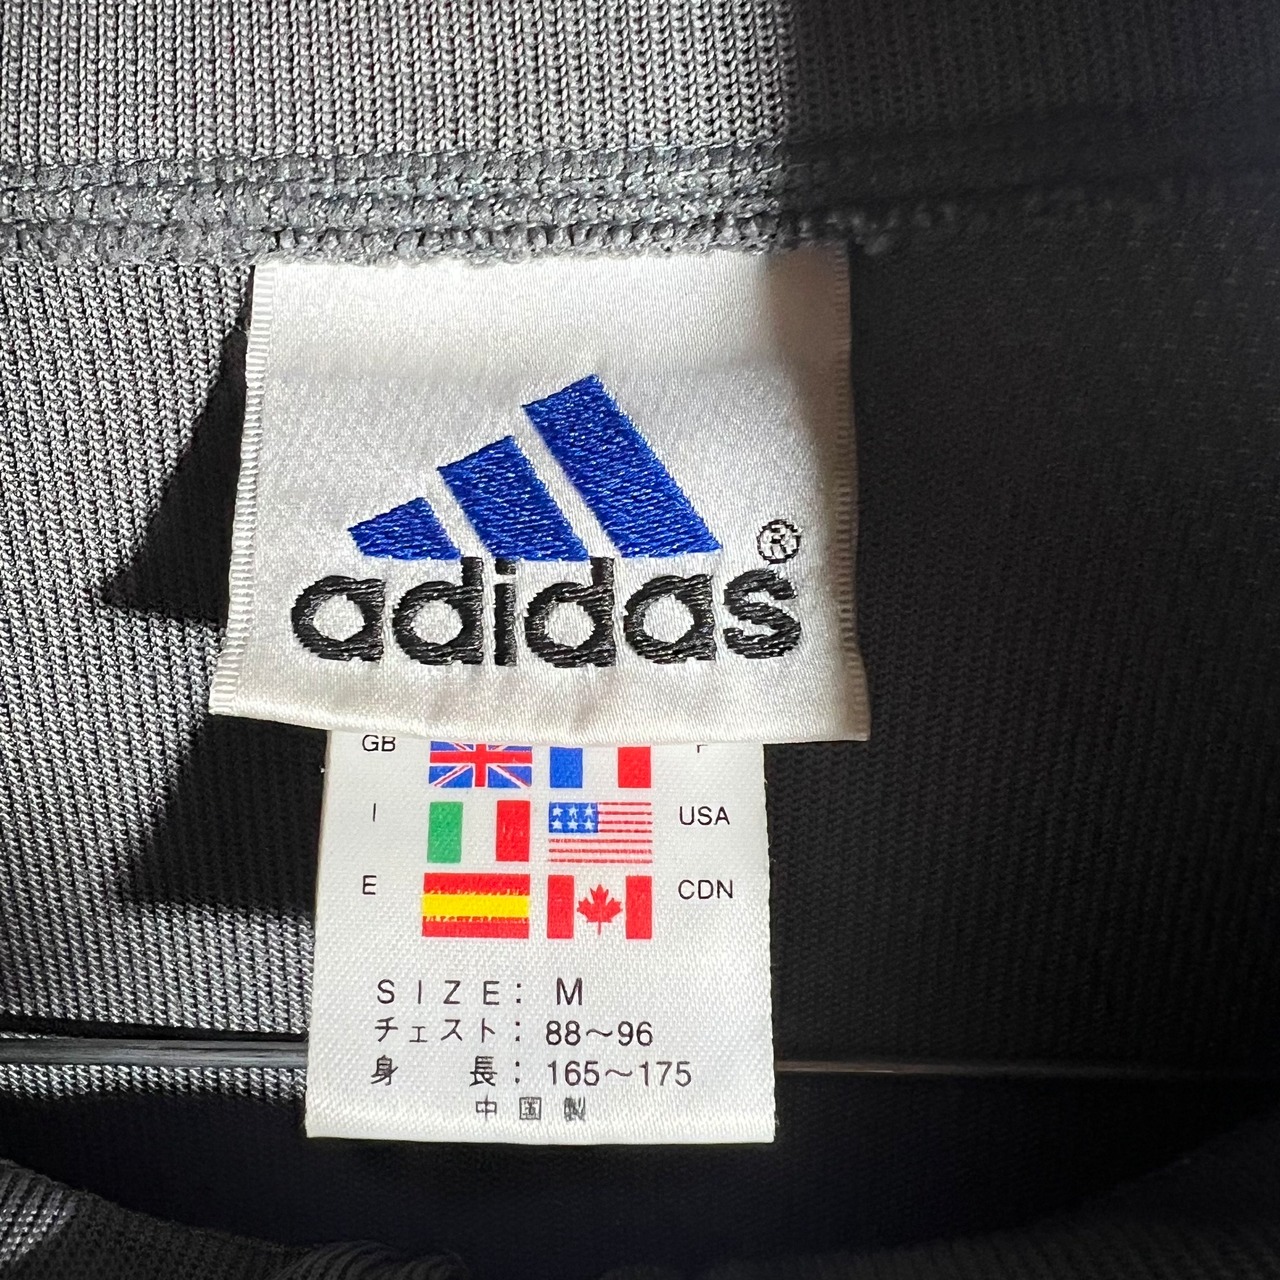 adidas®
GB F
I USA
E CDN
SIZE: M
チェスト: 88~96
身長: 165~175
中国製